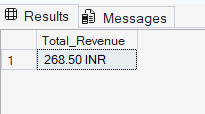 Results Messages
Total_Revenue
1 268.50 INR